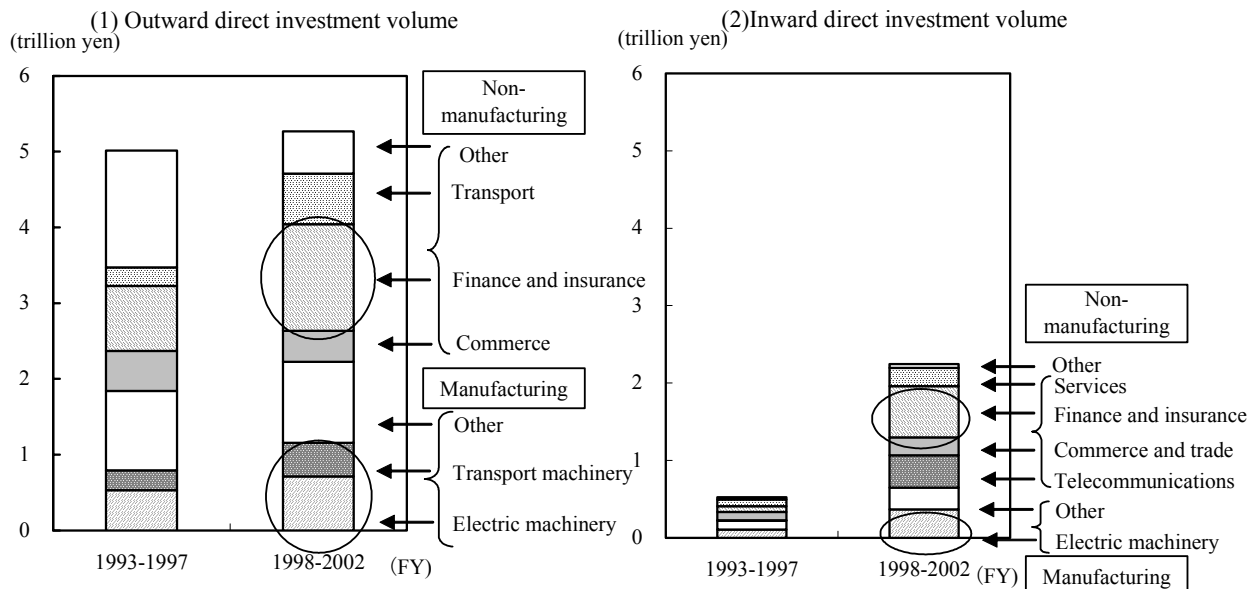 (1) Outward direct investment volume
(trillion yen)
6
5
4
3
2
1
0
1993-1997
1998-2002
(FY)
Non-
manufacturing
Other
Transport
Finance and insurance
Commerce
Manufacturing
Other
Transport machinery
Electric machinery
(2)Inward direct investment volume
(trillion yen)
6
5
4
3
2
1
0
1993-1997
1998-2002
(FY)
Non-
manufacturing
Other
Services
Finance and insurance
Commerce and trade
Telecommunications
Other
Electric machinery
Manufacturing